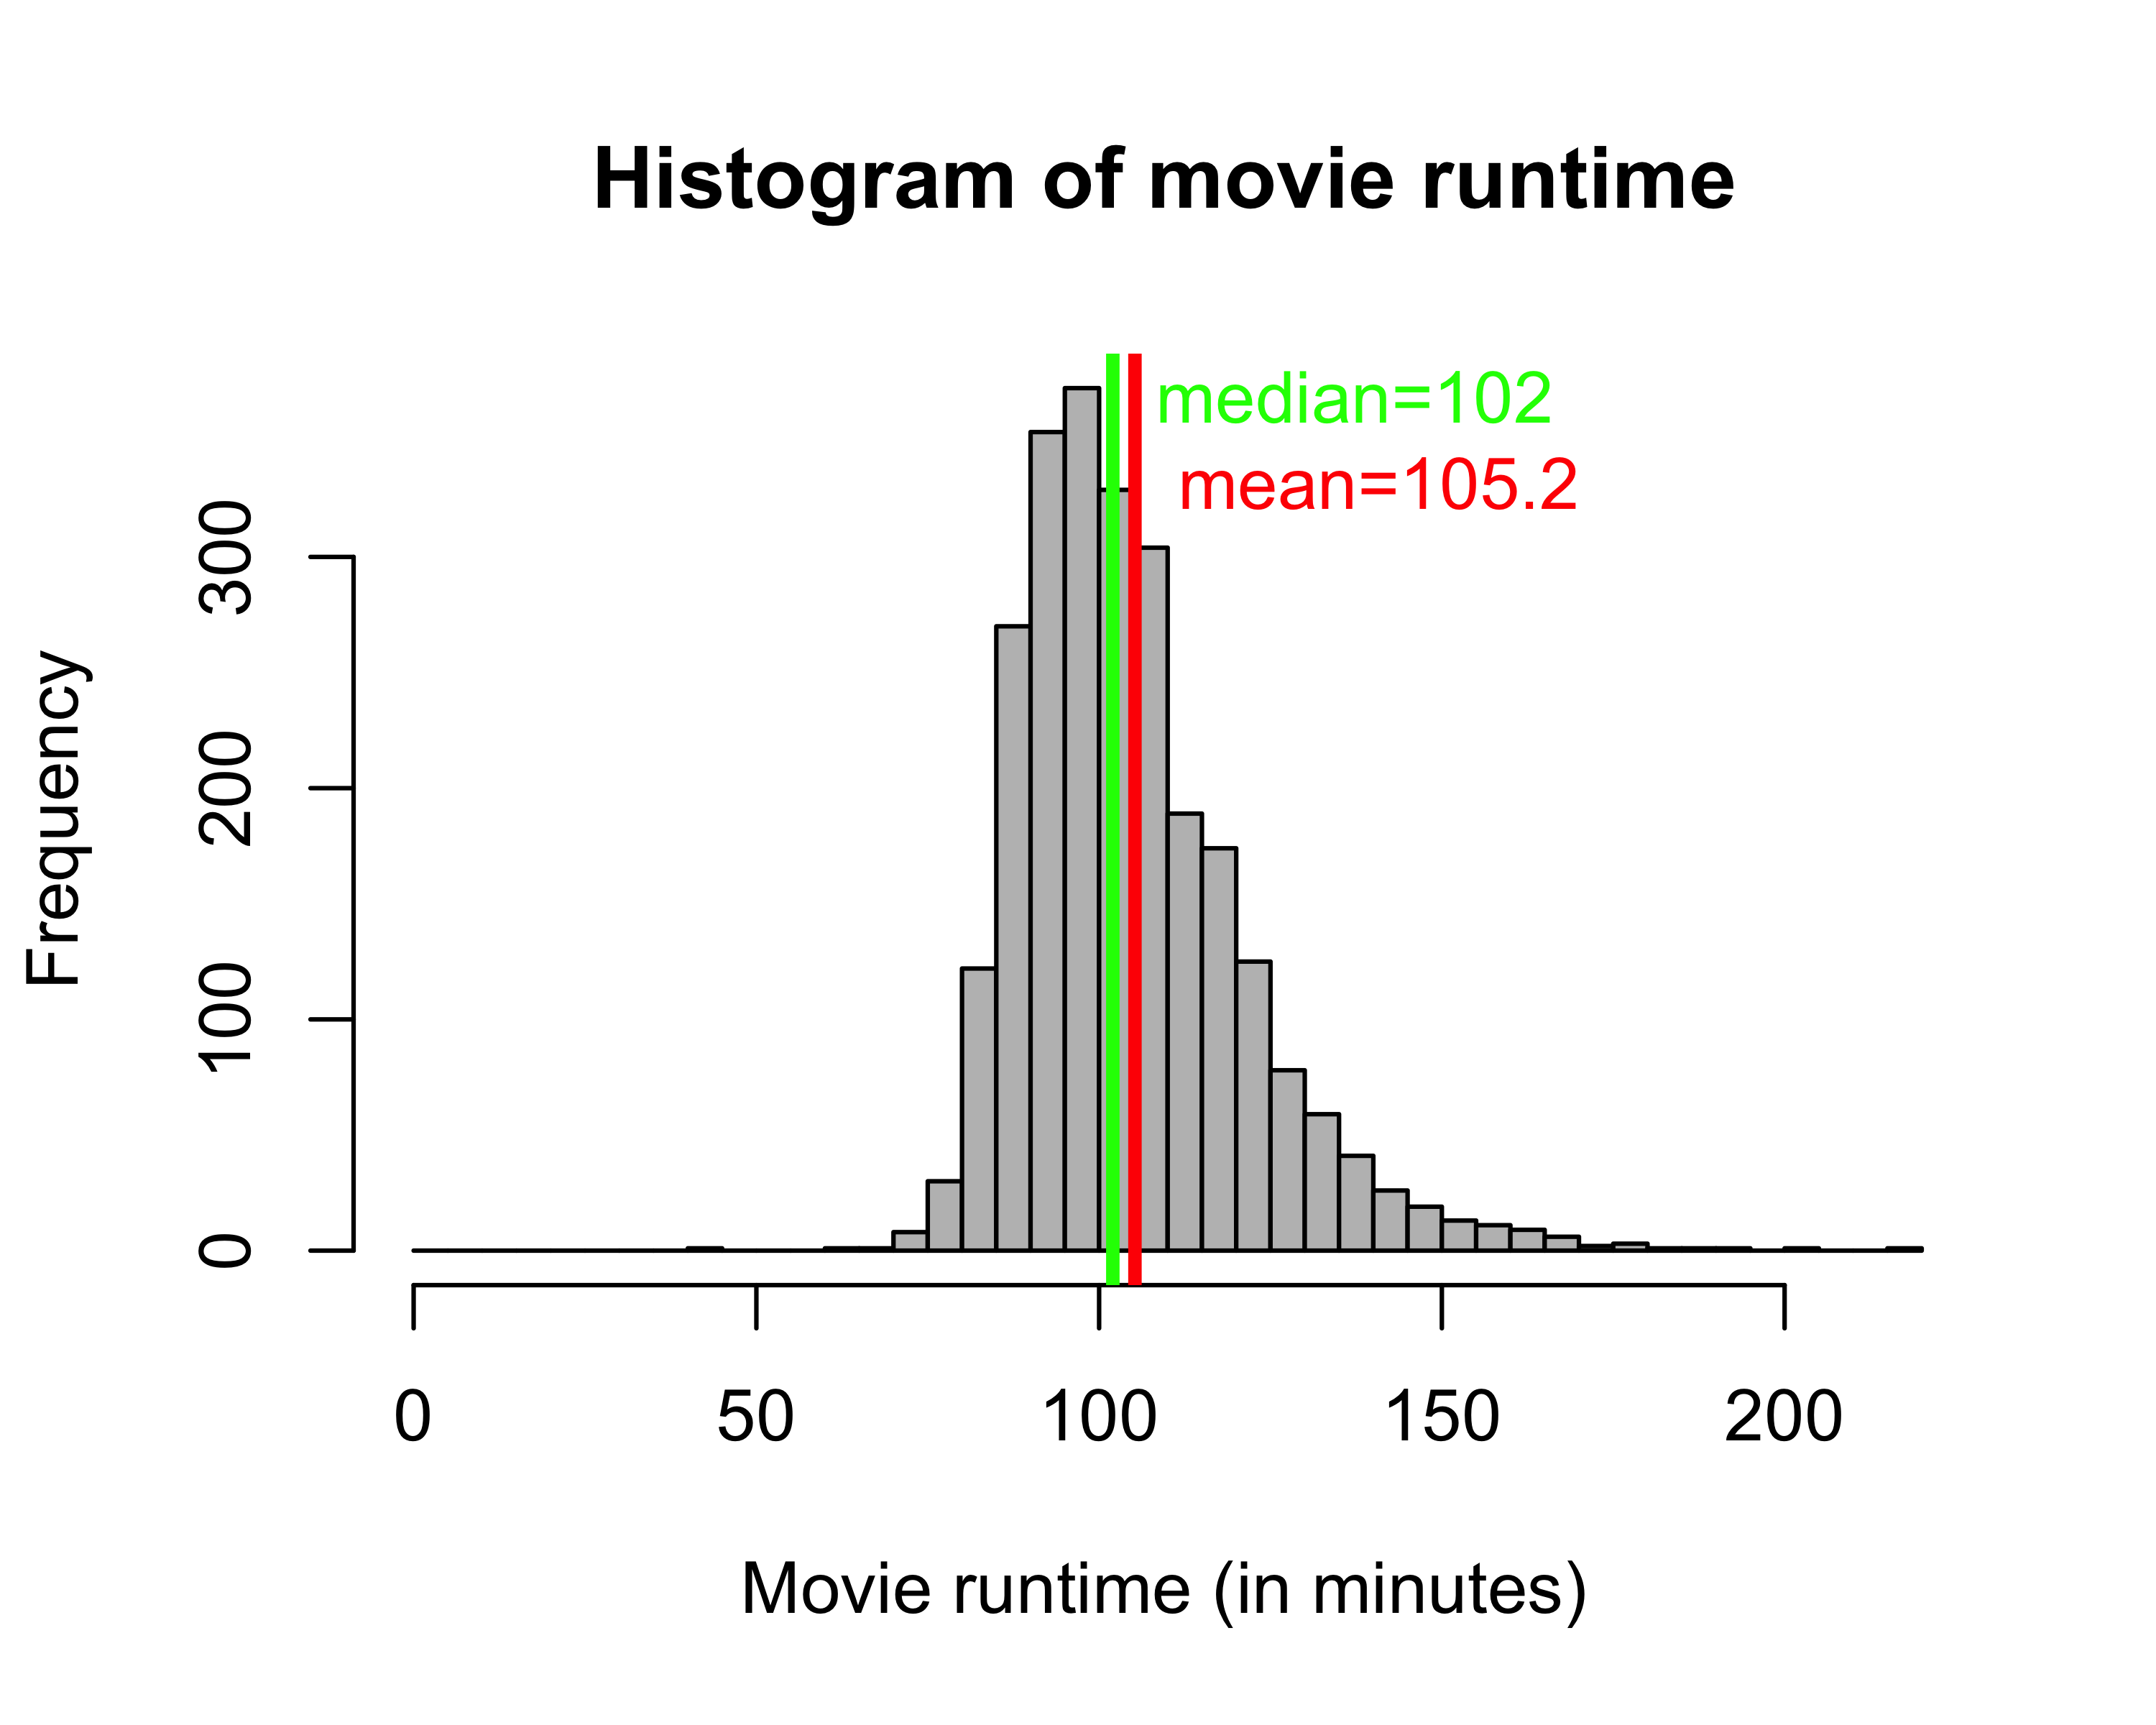 Histogram of movie runtime
median=102
mean=105.2
Frequency
300
200
100
0
0 50 100 150 200
Movie runtime (in minutes)